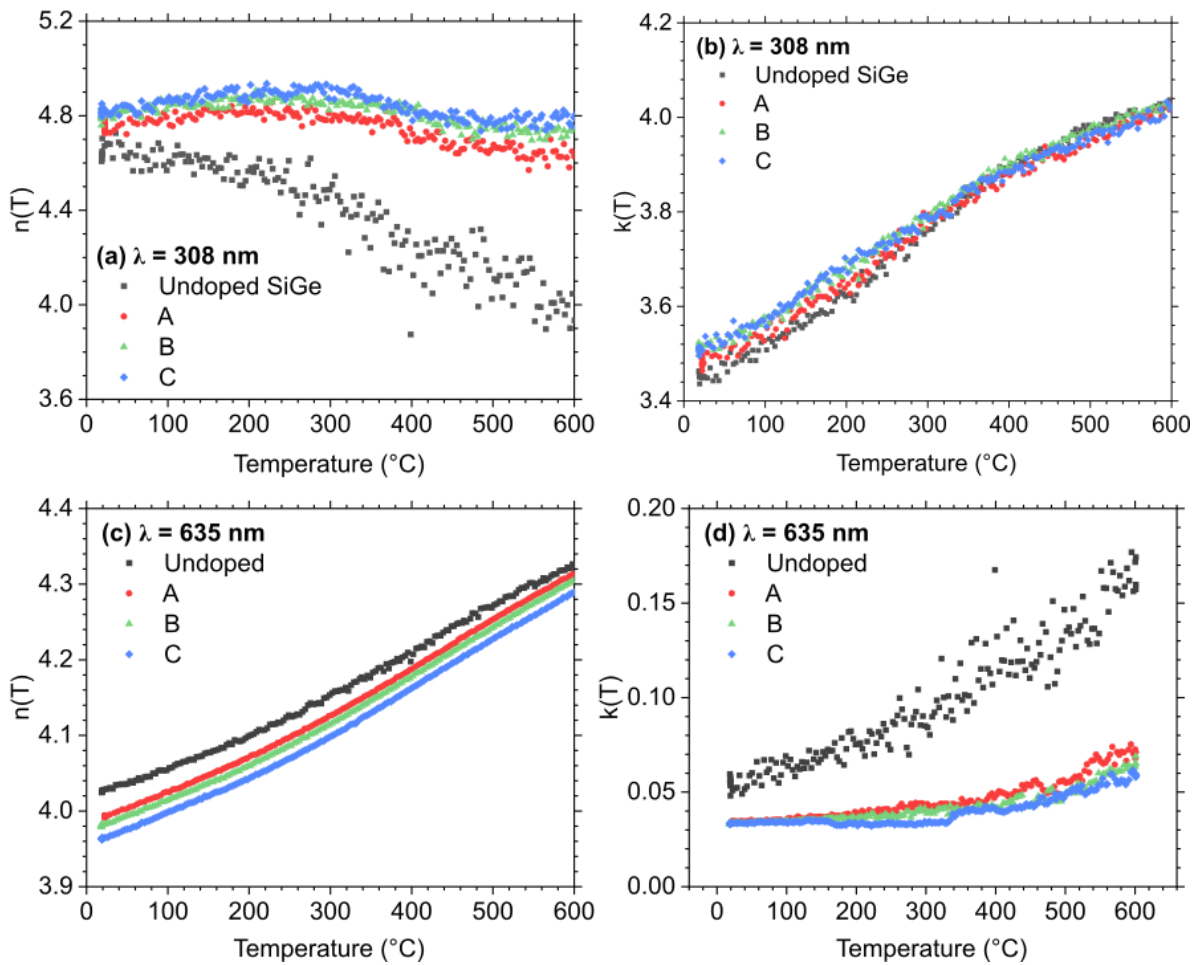 5.2
4.8
4.4
4.0
3.6
n(T)
(a) λ = 308 nm
Undoped SiGe
A
B
C
0 100 200 300 400 500 600
Temperature (°C)
4.2
4.0
3.8
3.6
3.4
k(T)
(b) λ = 308 nm
Undoped SiGe
A
B
C
0 100 200 300 400 500 600
Temperature (°C)
4.4
4.3
4.2
4.1
4.0
3.9
n(T)
(c) λ = 635 nm
Undoped
A
B
C
0 100 200 300 400 500 600
Temperature (°C)
0.20
0.15
0.10
0.05
0.00
k(T)
(d) λ = 635 nm
Undoped
A
B
C
0 100 200 300 400 500 600
Temperature (°C)